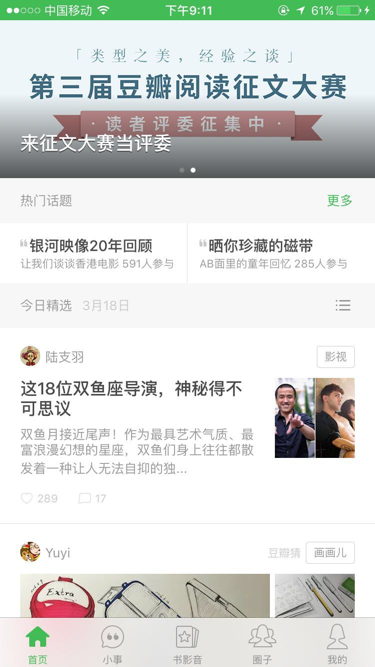 中国移动
下午9:11
61%
「类型之美，经验之谈」
第三届豆瓣阅读征文大赛
·读者评委征集中·
来征文大赛当评委
热门话题
更多
银河映像20年回顾
让我们谈谈香港电影 591人参与
晒你珍藏的磁带
AB面里的童年回忆 285人参与
今日精选 3月18日
陆支羽
影视
这18位双鱼座导演，神秘得不
可思议
双鱼月接近尾声！作为最具艺术气质、最
富浪漫幻想的星座，双鱼们身上往往都散
发着一种让人无法自抑的独...
289
17
Yuyi
豆瓣猜
画画儿
Extra
首页
小事
书影音
圈子
我的